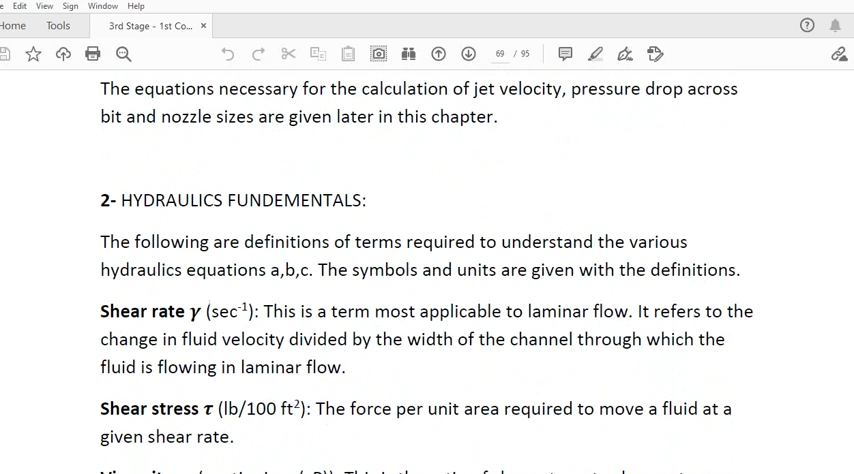 Edit View Sign Window Help
Home Tools 3rd Stage - 1st Co... ×
69 / 95
The equations necessary for the calculation of jet velocity, pressure drop across
bit and nozzle sizes are given later in this chapter.
2- HYDRAULICS FUNDEMENTALS:
The following are definitions of terms required to understand the various
hydraulics equations a,b,c. The symbols and units are given with the definitions.
Shear rate γ (sec⁻¹): This is a term most applicable to laminar flow. It refers to the
change in fluid velocity divided by the width of the channel through which the
fluid is flowing in laminar flow.
Shear stress τ (lb/100 ft²): The force per unit area required to move a fluid at a
given shear rate.